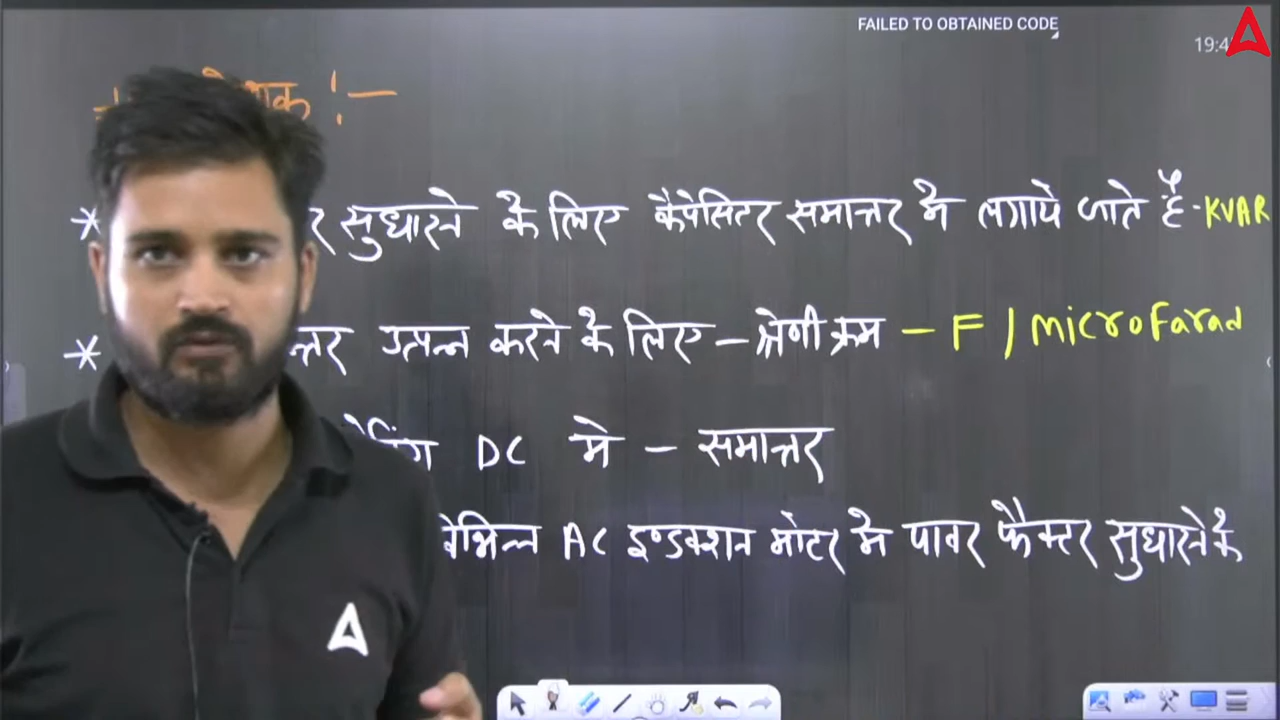 FAILED TO OBTAINED CODE
19:4
सुधारने के लिए कैपेसिटर समान्तर में लगाये जाते है - KVAR
उत्पन्न करने के लिए - श्रेणी क्रम - F / Microfarad
DC में - समान्तर
AC इण्डक्शन मोटर में पावर फैक्टर सुधारने के